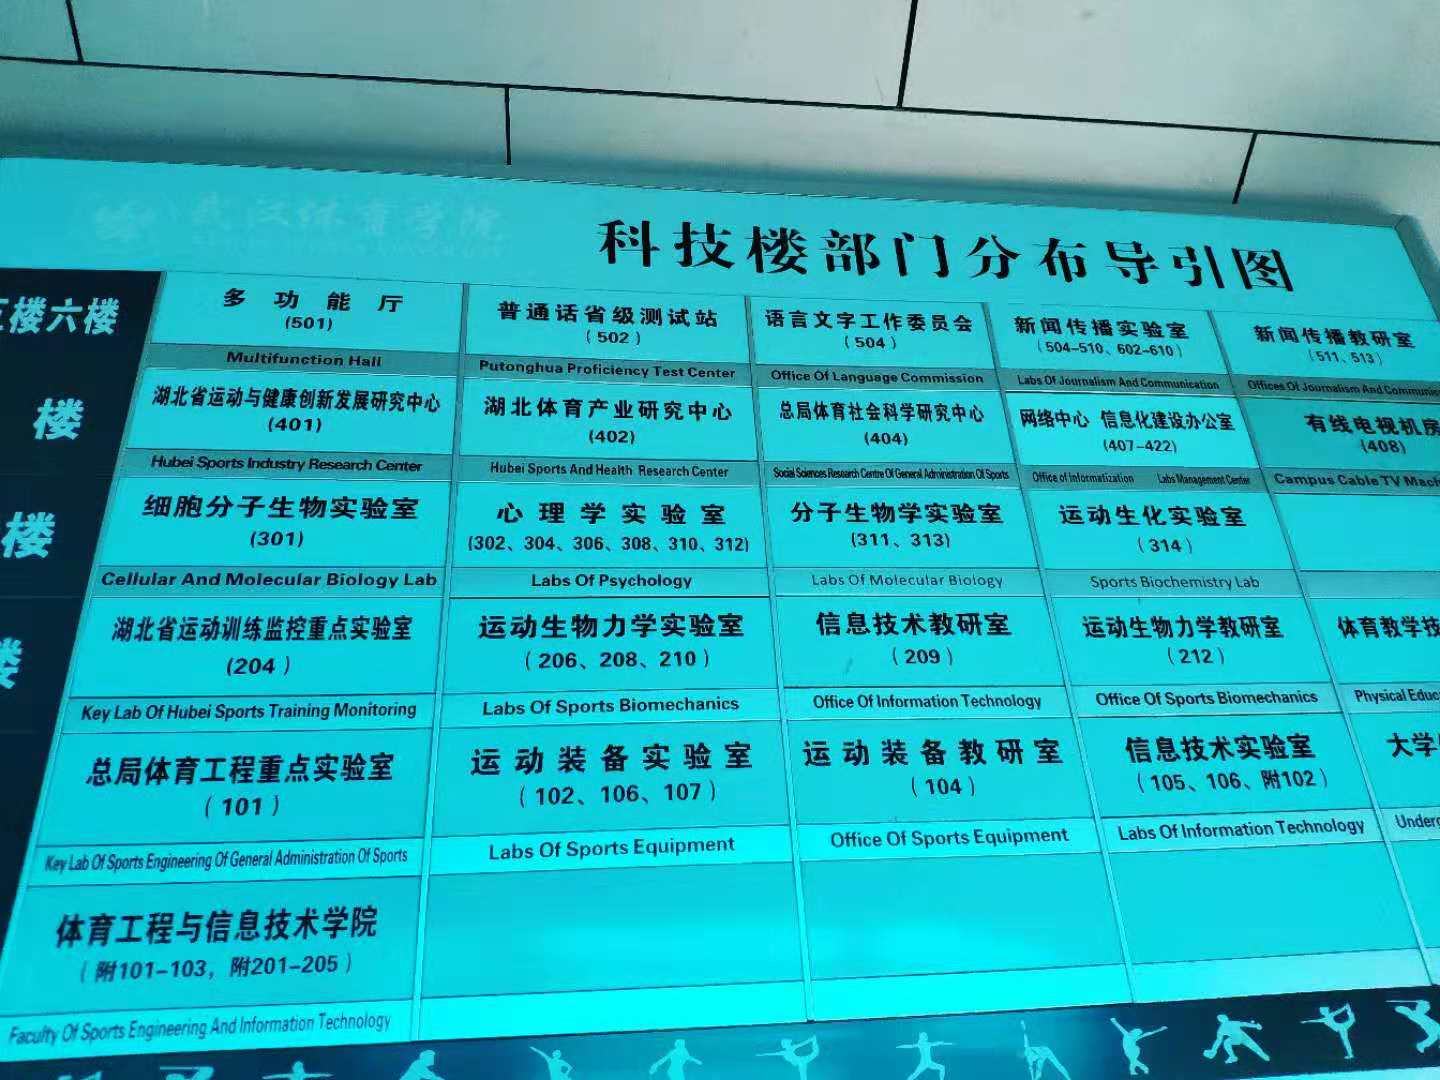 武汉体育学院
科技楼部门分布导引图
楼六楼
多功能厅
(501)
Multifunction Hall
普通话省级测试站
(502)
Putonghua Proficiency Test Center
语言文字工作委员会
(504)
Office Of Language Commission
新闻传播实验室
(504-510、602-610)
Labs Of Journalism And Communication
新闻传播教研室
(511、513)
Offices Of Journalism And
楼
湖北省运动与健康创新发展研究中心
(401)
Hubei Sports Industry Research Center
湖北体育产业研究中心
(402)
Hubei Sports And Health Research Center
总局体育社会科学研究中心
(404)
Social Sciences Research Centre Of General Administration Of Sports
网络中心 信息化建设办公室
(407-422)
Office of Informatization Labs Management Center
有线电视机房
(408)
Campus Cable TV
楼
细胞分子生物实验室
(301)
Cellular And Molecular Biology Lab
心理学实验室
(302、304、306、308、310、312)
Labs Of Psychology
分子生物学实验室
(311、313)
Labs Of Molecular Biology
运动生化实验室
(314)
Sports Biochemistry Lab
楼
湖北省运动训练监控重点实验室
(204)
Key Lab Of Hubei Sports Training Monitoring
运动生物力学实验室
(206、208、210)
Labs Of Sports Biomechanics
信息技术教研室
(209)
Office Of Information Technology
运动生物力学教研室
(212)
Office Of Sports Biomechanics
体育教学技
Physical Educ
总局体育工程重点实验室
(101)
Key Lab Of Sports Engineering Of General Administration Of Sports
运动装备实验室
(102、106、107)
Labs Of Sports Equipment
运动装备教研室
(104)
Office Of Sports Equipment
信息技术实验室
(105、106、附102)
Labs Of Information Technology
大学
Underg
体育工程与信息技术学院
(附101-103，附201-205)
Faculty Of Sports Engineering And Information Technology